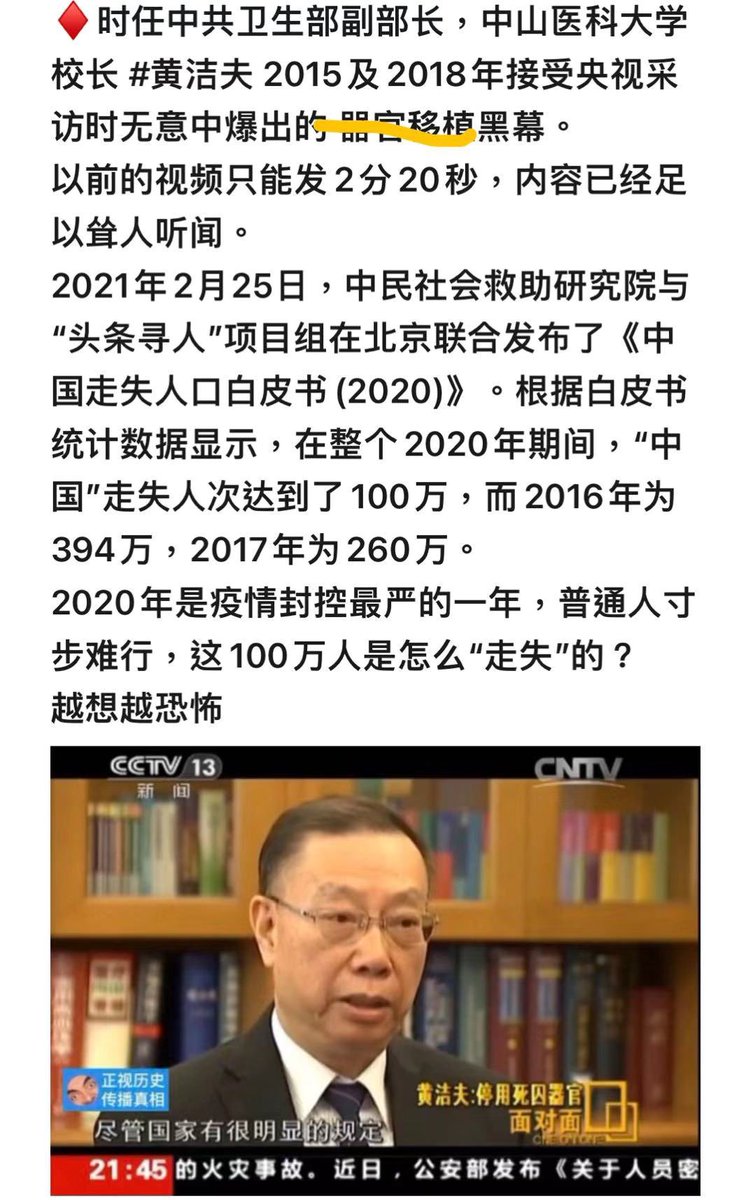 ♦️时任中共卫生部副部长，中山医科大学
校长 #黄洁夫 2015及2018年接受央视采
访时无意中爆出的 器官移植黑幕。
以前的视频只能发2分20秒，内容已经足
以耸人听闻。
2021年2月25日，中民社会救助研究院与
“头条寻人”项目组在北京联合发布了《中
国走失人口白皮书(2020)》。根据白皮书
统计数据显示，在整个2020年期间，“中
国”走失人次达到了100万，而2016年为
394万，2017年为260万。
2020年是疫情封控最严的一年，普通人寸
步难行，这100万人是怎么“走失”的？
越想越恐怖
CCTV 13
新闻
CNTV
正视历史
传播真相
黄洁夫:停用死囚器官
面对面
尽管国家有很明显的规定
21:45 的火灾事故。近日，公安部发布《关于人员密